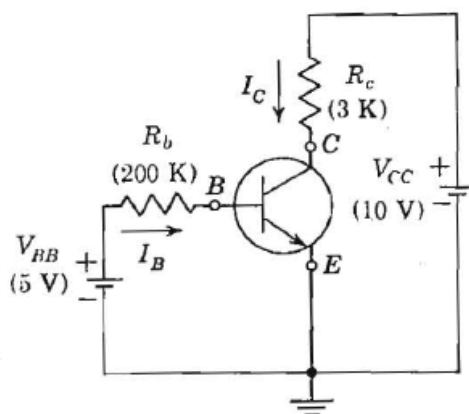 I_C
R_c
(3 K)
C
R_b
(200 K)
B
V_CC
(10 V)
+
-
V_BB
(5 V)
+
-
I_B
E